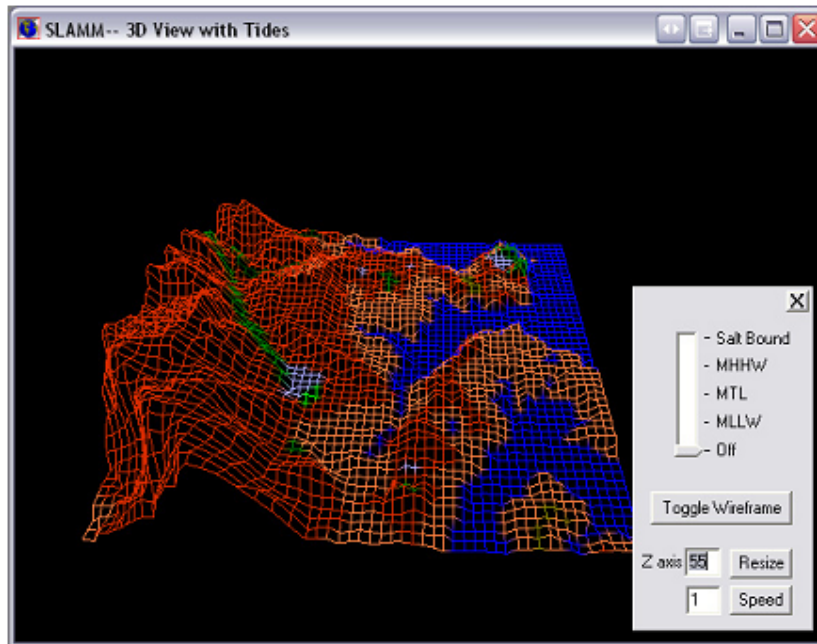 SLAMM-- 3D View with Tides
Salt Bound
MHHW
MTL
MLLW
Off
Toggle Wireframe
Z axis 55 Resize
1 Speed